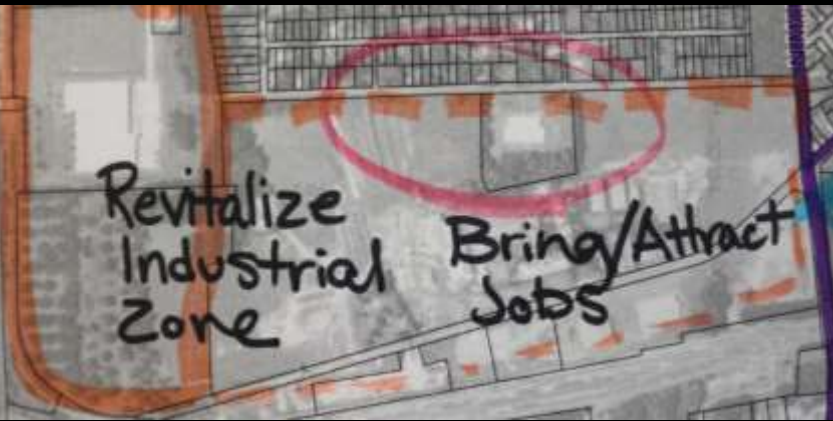 Revitalize
Industrial
Zone
Bring/Attract
Jobs